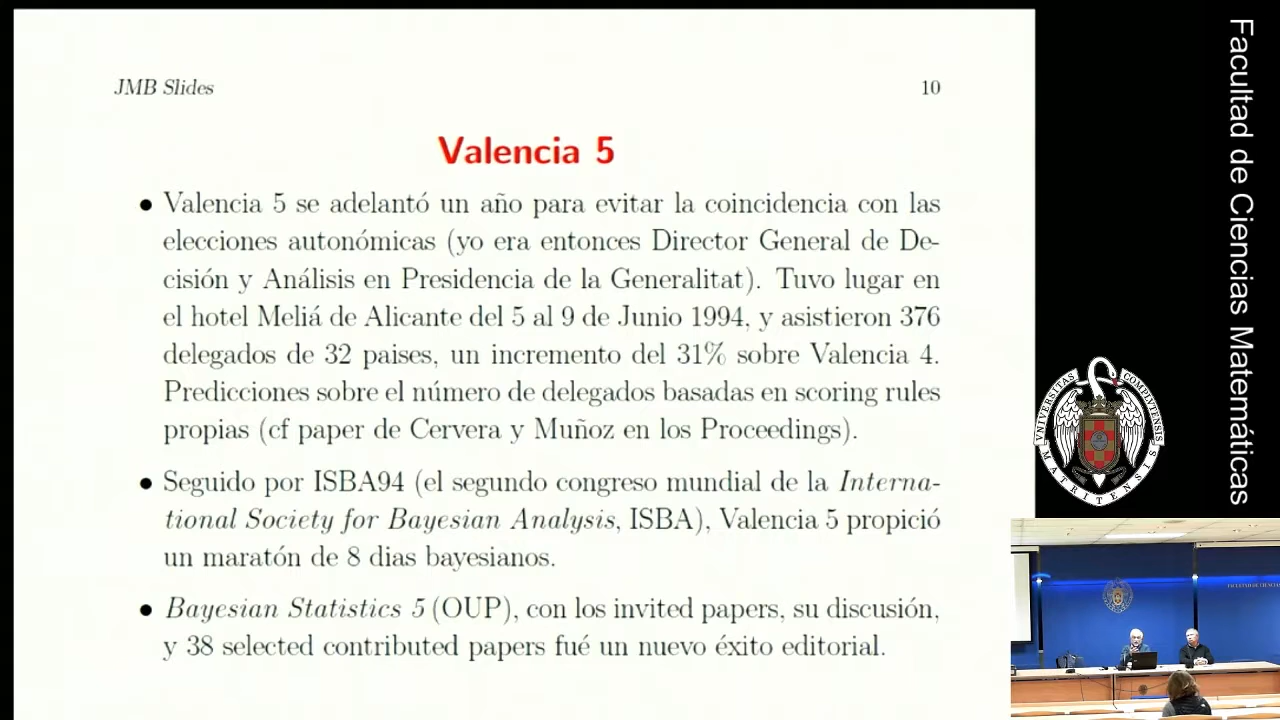 JMB Slides 10
Valencia 5
• Valencia 5 se adelantó un año para evitar la coincidencia con las
elecciones autonómicas (yo era entonces Director General de De-
cisión y Análisis en Presidencia de la Generalitat). Tuvo lugar en
el hotel Meliá de Alicante del 5 al 9 de Junio 1994, y asistieron 376
delegados de 32 paises, un incremento del 31% sobre Valencia 4.
Predicciones sobre el número de delegados basadas en scoring rules
propias (cf paper de Cervera y Muñoz en los Proceedings).
• Seguido por ISBA94 (el segundo congreso mundial de la Interna-
tional Society for Bayesian Analysis, ISBA), Valencia 5 propició
un maratón de 8 dias bayesianos.
• Bayesian Statistics 5 (OUP), con los invited papers, su discusión,
y 38 selected contributed papers fué un nuevo éxito editorial.
Facultad de Ciencias Matemáticas
VNIVERSITAS COMPLVTENSIS
MATRITENSIS